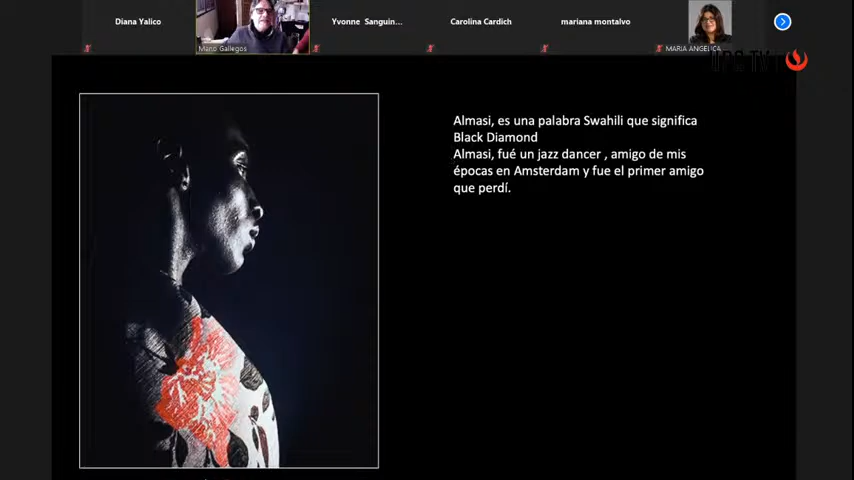 Diana Yalico
Yvonne Sanguin...
Carolina Cardich
mariana montalvo
Mario Gallegos
MARIA ANGELICA
UPC TV
Almasi, es una palabra Swahili que significa
Black Diamond
Almasi, fué un jazz dancer , amigo de mis
épocas en Amsterdam y fue el primer amigo
que perdí.